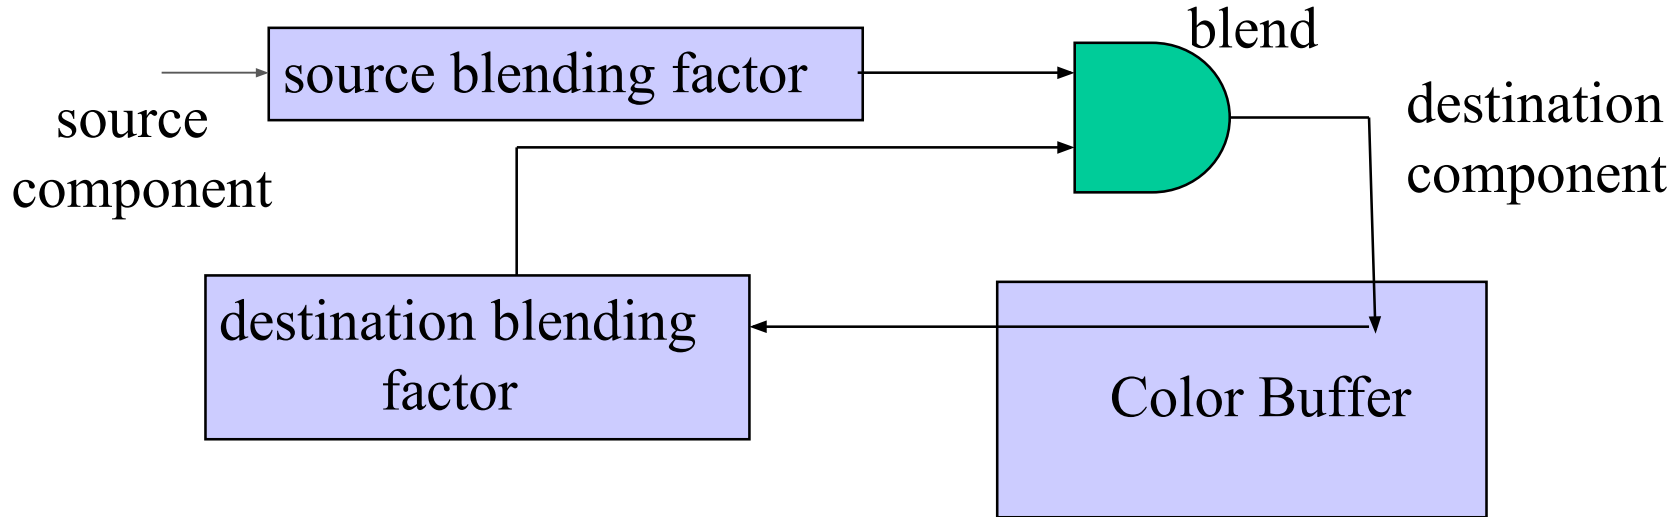 blend
source blending factor
source
component
destination
component
destination blending
factor
Color Buffer